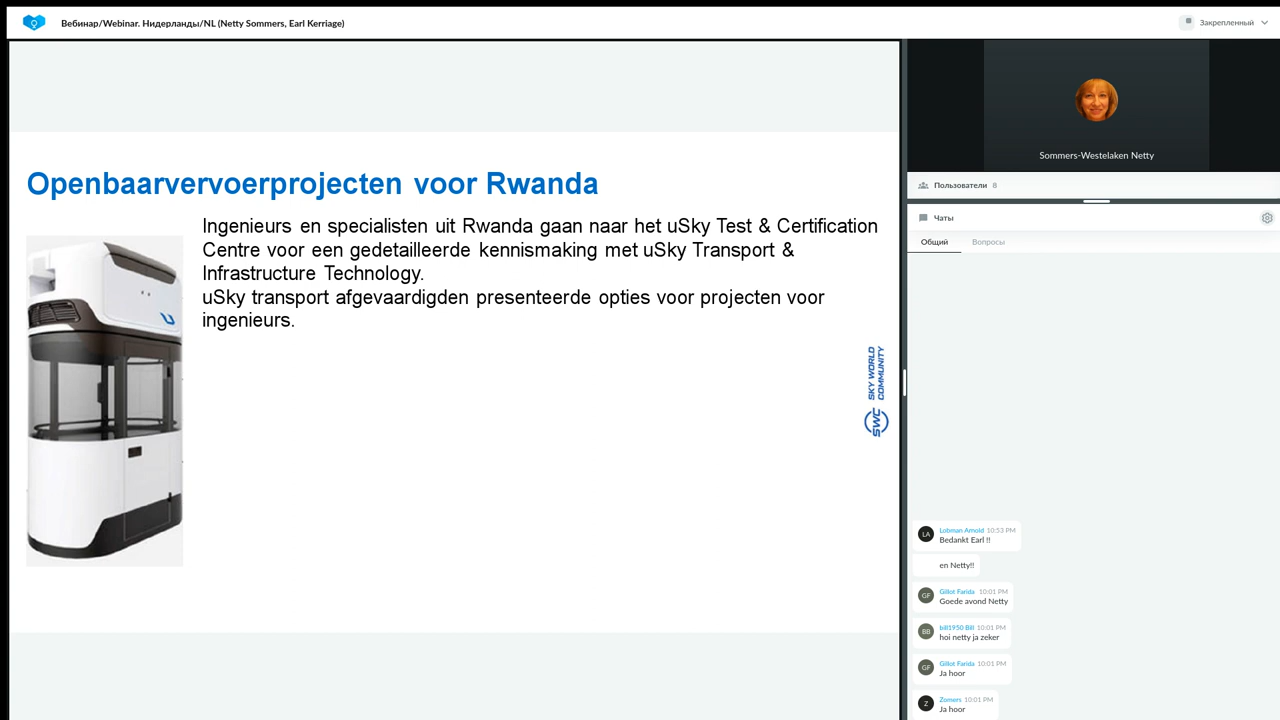 Вебинар/Webinar. Нидерланды/NL (Netty Sommers, Earl Kerriage)
Закрепленный
Openbaarvervoerprojecten voor Rwanda
Ingenieurs en specialisten uit Rwanda gaan naar het uSky Test & Certification
Centre voor een gedetailleerde kennismaking met uSky Transport &
Infrastructure Technology.
uSky transport afgevaardigden presenteerde opties voor projecten voor
ingenieurs.
SWC SKY WORLD
COMMUNITY
Sommers-Westelaken Netty
Пользователи 8
Чаты
Общий Вопросы
LA Lobman Arnold 10:53 PM
Bedankt Earl !!
en Netty!!
GF Gillot Farida 10:01 PM
Goede avond Netty
BB bill1950 Bill 10:01 PM
hoi netty ja zeker
GF Gillot Farida 10:01 PM
Ja hoor
Z Zomers 10:01 PM
Ja hoor